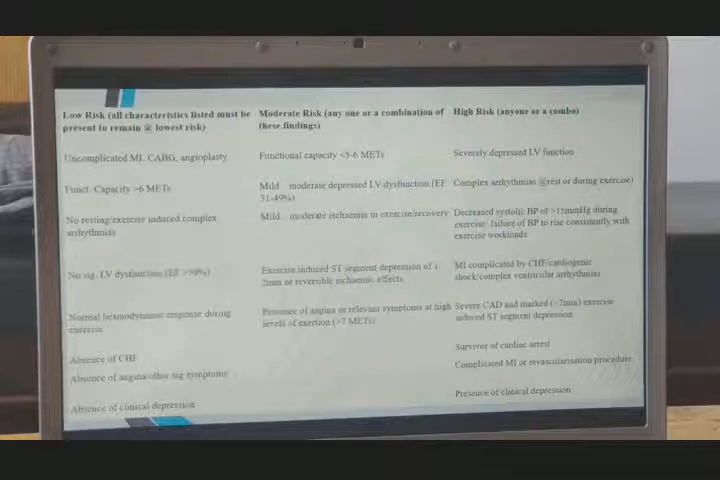 Low Risk (all characteristics listed must be
present to remain @ lowest risk)
Uncomplicated MI, CABG, angioplasty
Funct. Capacity >6 METs
No resting/exercise induced complex
arrhythmias
No sig. LV dysfunction (EF >50%)
Normal heamodynamic response during
exercise
Absence of CHF
Absence of angina/other sig symptoms
Absence of clinical depression
Moderate Risk (any one or a combination of
these findings)
Functional capacity <5-6 METs
Mild moderate depressed LV dysfunction (EF
31-49%)
Mild moderate ischaemia in exercise/recovery
Exercise induced ST segment depression of 1-
2mm or reversible ischaemic effects
Presence of angina or relevant symptoms at high
levels of exertion (>7 METs)
High Risk (anyone or a combo)
Severely depressed LV function
Complex arrhythmias @rest or during exercise)
Decreased systolic BP of >15mmHg during
exercise/ failure of BP to rise consistently with
exercise workloads
MI complicated by CHF/cardiogenic
shock/complex ventricular arrhythmias
Severe CAD and marked (>2mm) exercise
induced ST segment depression
Survivor of cardiac arrest
Complicated MI or revascularisation procedure
Presence of clinical depression